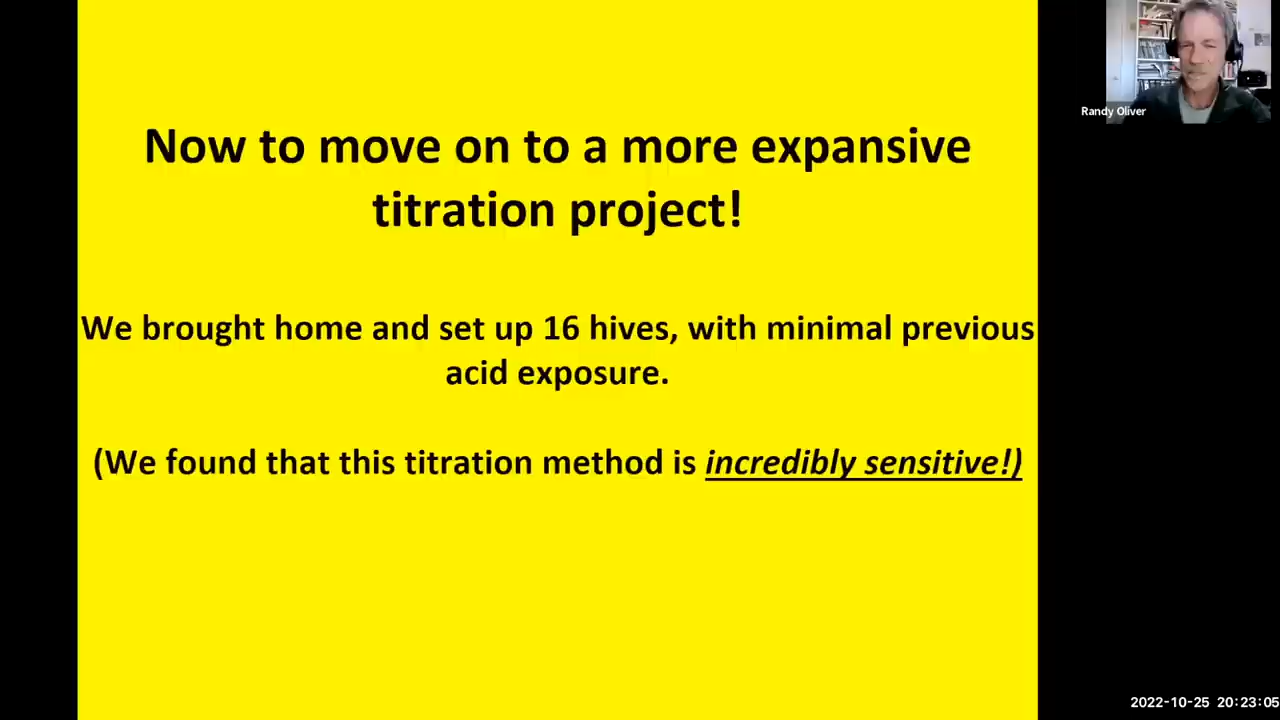 Now to move on to a more expansive
titration project!
We brought home and set up 16 hives, with minimal previous
acid exposure.
(We found that this titration method is incredibly sensitive!)
Randy Oliver
2022-10-25 20:23:05